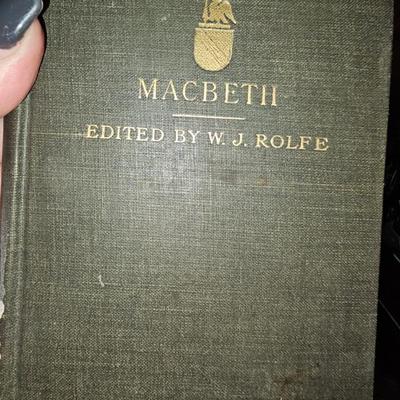 MACBETH
EDITED BY W. J. ROLFE